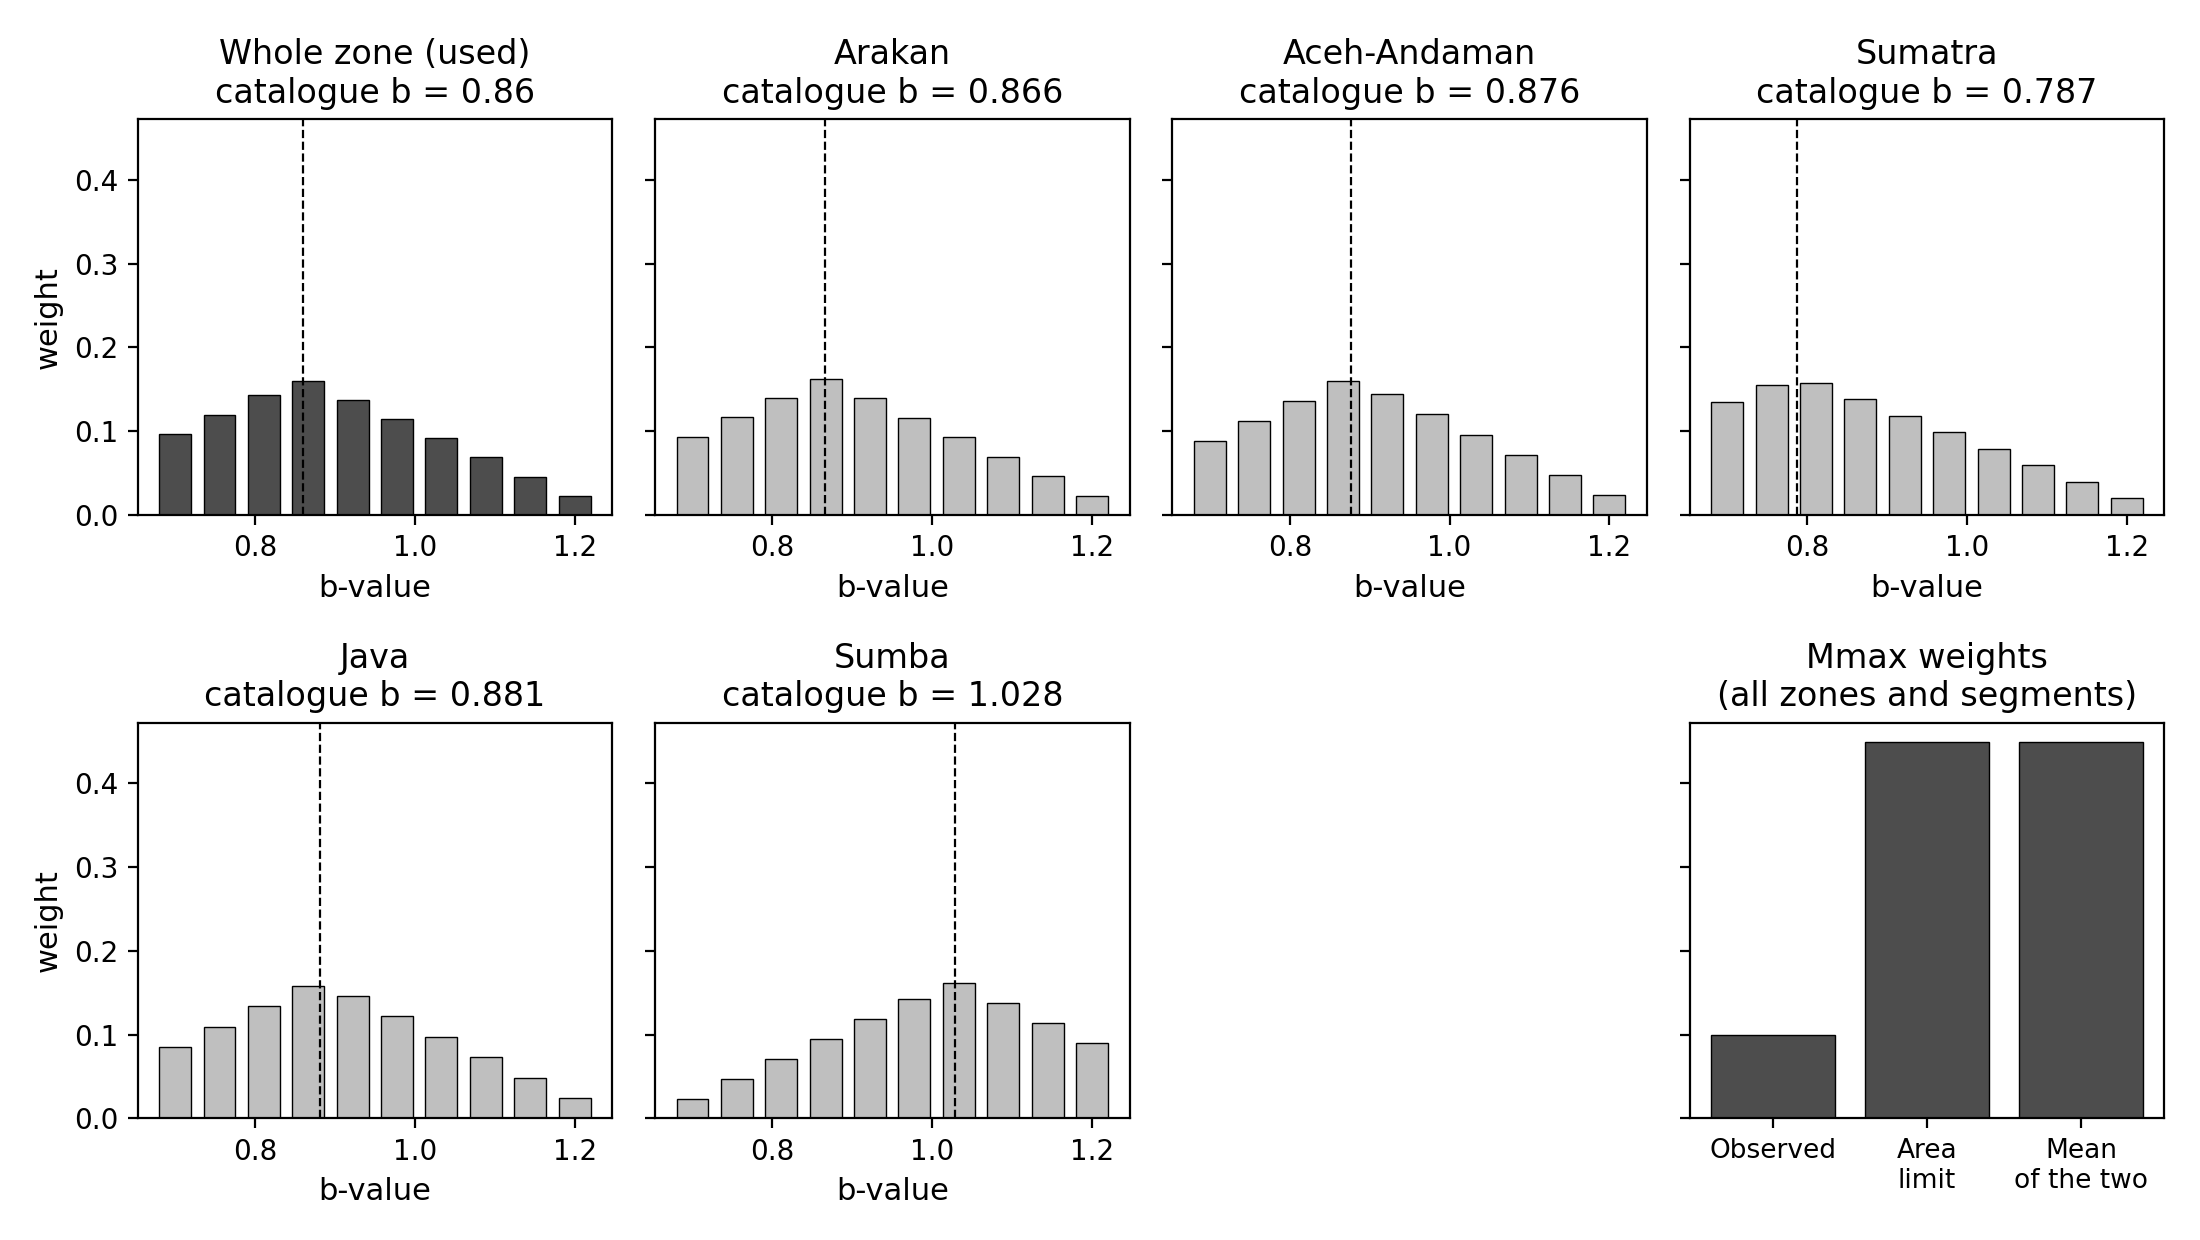 Whole zone (used)
catalogue b = 0.86
Arakan
catalogue b = 0.866
Aceh-Andaman
catalogue b = 0.876
Sumatra
catalogue b = 0.787
weight
0.4
0.3
0.2
0.1
0.0
0.8 1.0 1.2
b-value
0.8 1.0 1.2
b-value
0.8 1.0 1.2
b-value
0.8 1.0 1.2
b-value
Java
catalogue b = 0.881
Sumba
catalogue b = 1.028
Mmax weights
(all zones and segments)
weight
0.4
0.3
0.2
0.1
0.0
0.8 1.0 1.2
b-value
0.8 1.0 1.2
b-value
Observed
Area
limit
Mean
of the two